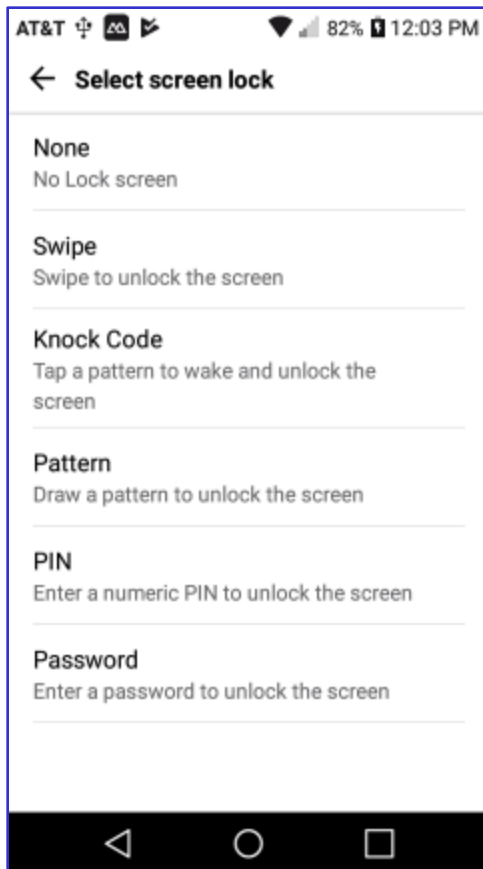 AT&T 82% 12:03 PM
Select screen lock
None
No Lock screen
Swipe
Swipe to unlock the screen
Knock Code
Tap a pattern to wake and unlock the
screen
Pattern
Draw a pattern to unlock the screen
PIN
Enter a numeric PIN to unlock the screen
Password
Enter a password to unlock the screen